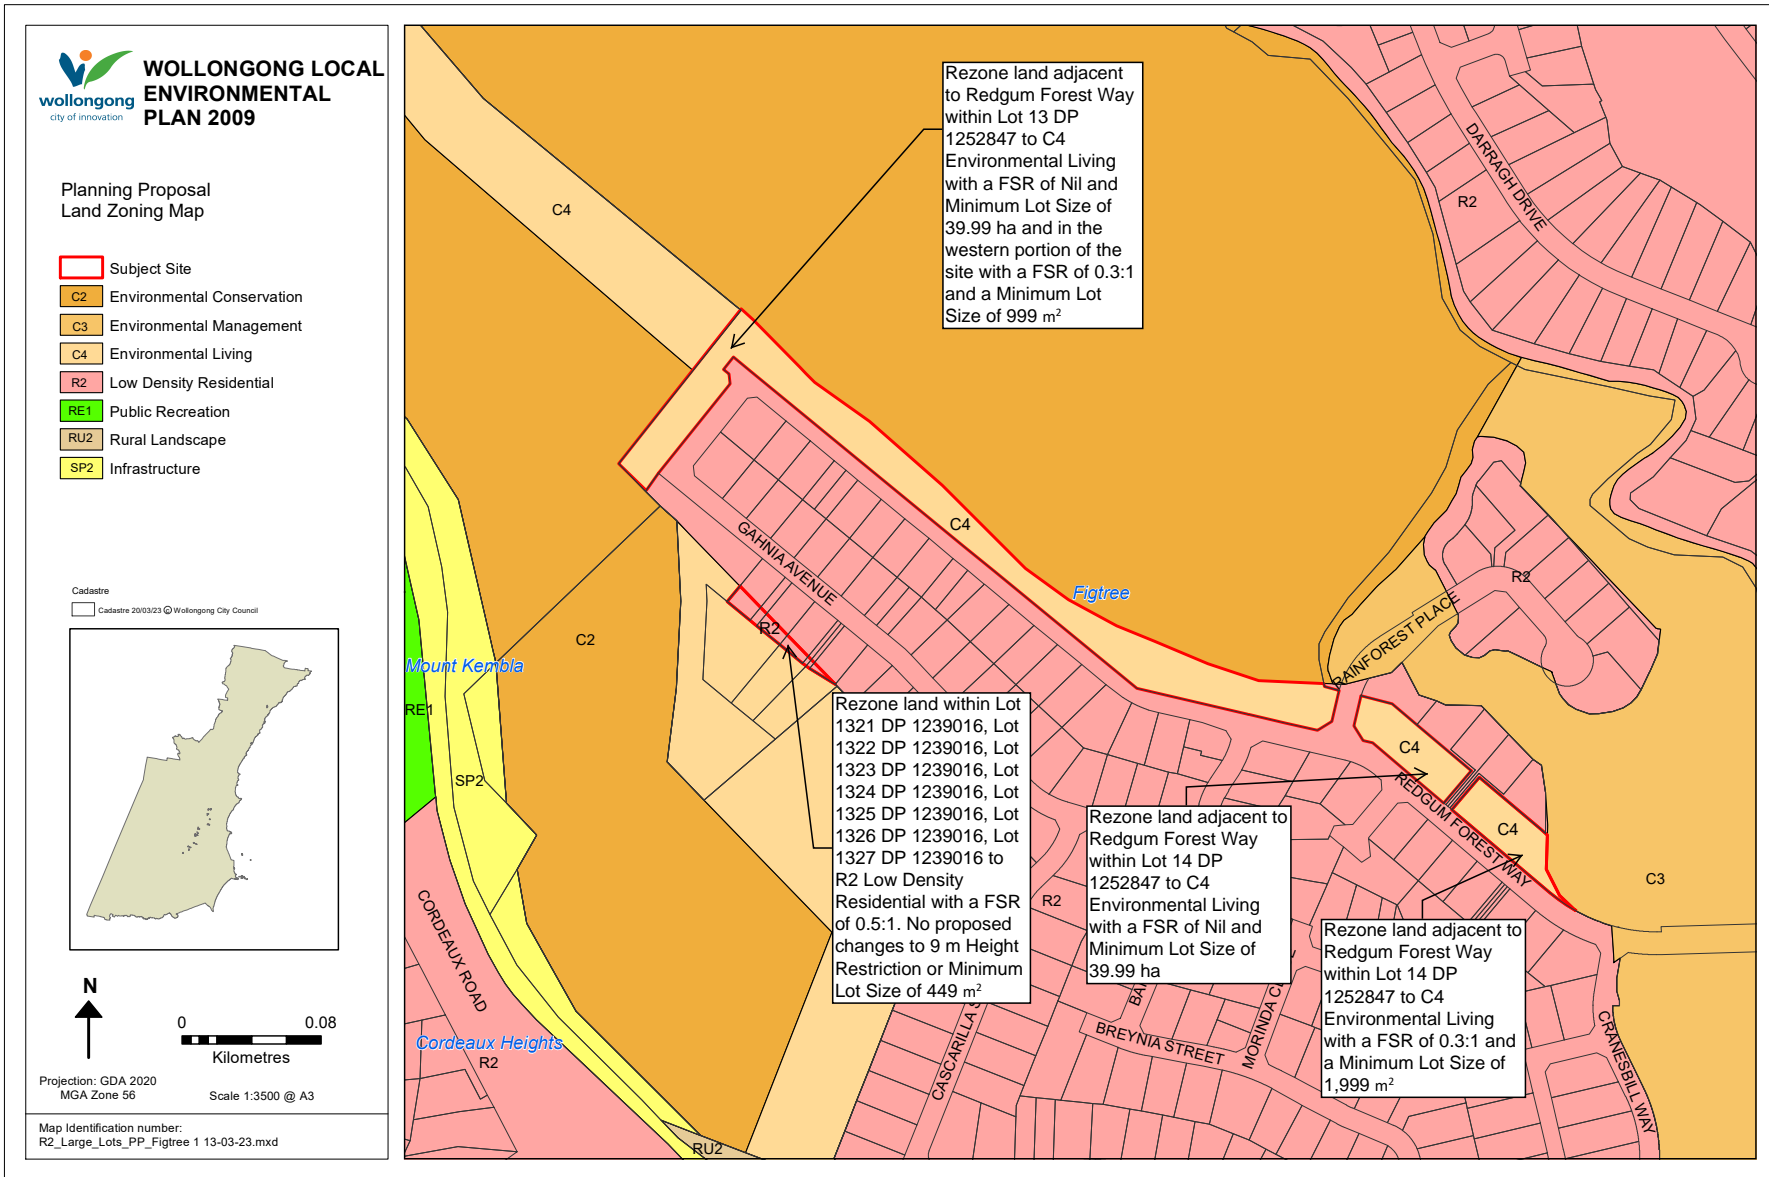 wollongong
city of innovation
WOLLONGONG LOCAL
ENVIRONMENTAL
PLAN 2009
Planning Proposal
Land Zoning Map
Subject Site
C2 Environmental Conservation
C3 Environmental Management
C4 Environmental Living
R2 Low Density Residential
RE1 Public Recreation
RU2 Rural Landscape
SP2 Infrastructure
Cadastre
Cadastre 20/03/23 © Wollongong City Council
N
0 0.08
Kilometres
Projection: GDA 2020
MGA Zone 56
Scale 1:3500 @ A3
Map Identification number:
R2_Large_Lots_PP_Figtree 1 13-03-23.mxd
Rezone land adjacent
to Redgum Forest Way
within Lot 13 DP
1252847 to C4
Environmental Living
with a FSR of Nil and
Minimum Lot Size of
39.99 ha and in the
western portion of the
site with a FSR of 0.3:1
and a Minimum Lot
Size of 999 m²
C4
R2
DARRAGH DRIVE
C4
GAHNIA AVENUE
Figtree
R2
RAINFOREST PLACE
C2
R2
Mount Kembla
RE1
SP2
Rezone land within Lot
1321 DP 1239016, Lot
1322 DP 1239016, Lot
1323 DP 1239016, Lot
1324 DP 1239016, Lot
1325 DP 1239016, Lot
1326 DP 1239016, Lot
1327 DP 1239016 to
R2 Low Density
Residential with a FSR
of 0.5:1. No proposed
changes to 9 m Height
Restriction or Minimum
Lot Size of 449 m²
C4
REDGUM FOREST WAY
C4
C3
Rezone land adjacent to
Redgum Forest Way
within Lot 14 DP
1252847 to C4
Environmental Living
with a FSR of Nil and
Minimum Lot Size of
39.99 ha
R2
Rezone land adjacent to
Redgum Forest Way
within Lot 14 DP
1252847 to C4
Environmental Living
with a FSR of 0.3:1 and
a Minimum Lot Size of
1,999 m²
CORDEAUX ROAD
Cordeaux Heights
R2
CASCARILLA
BREYNIA STREET
MORINDA
CRANESBILL WAY
RU2